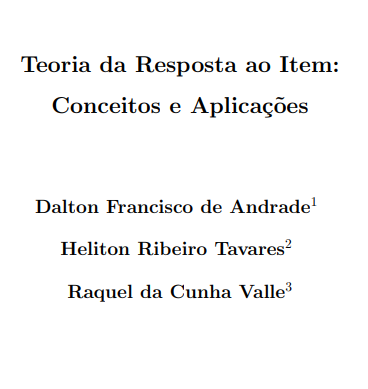 Teoria da Resposta ao Item:
Conceitos e Aplicações
Dalton Francisco de Andrade¹
Heliton Ribeiro Tavares²
Raquel da Cunha Valle³